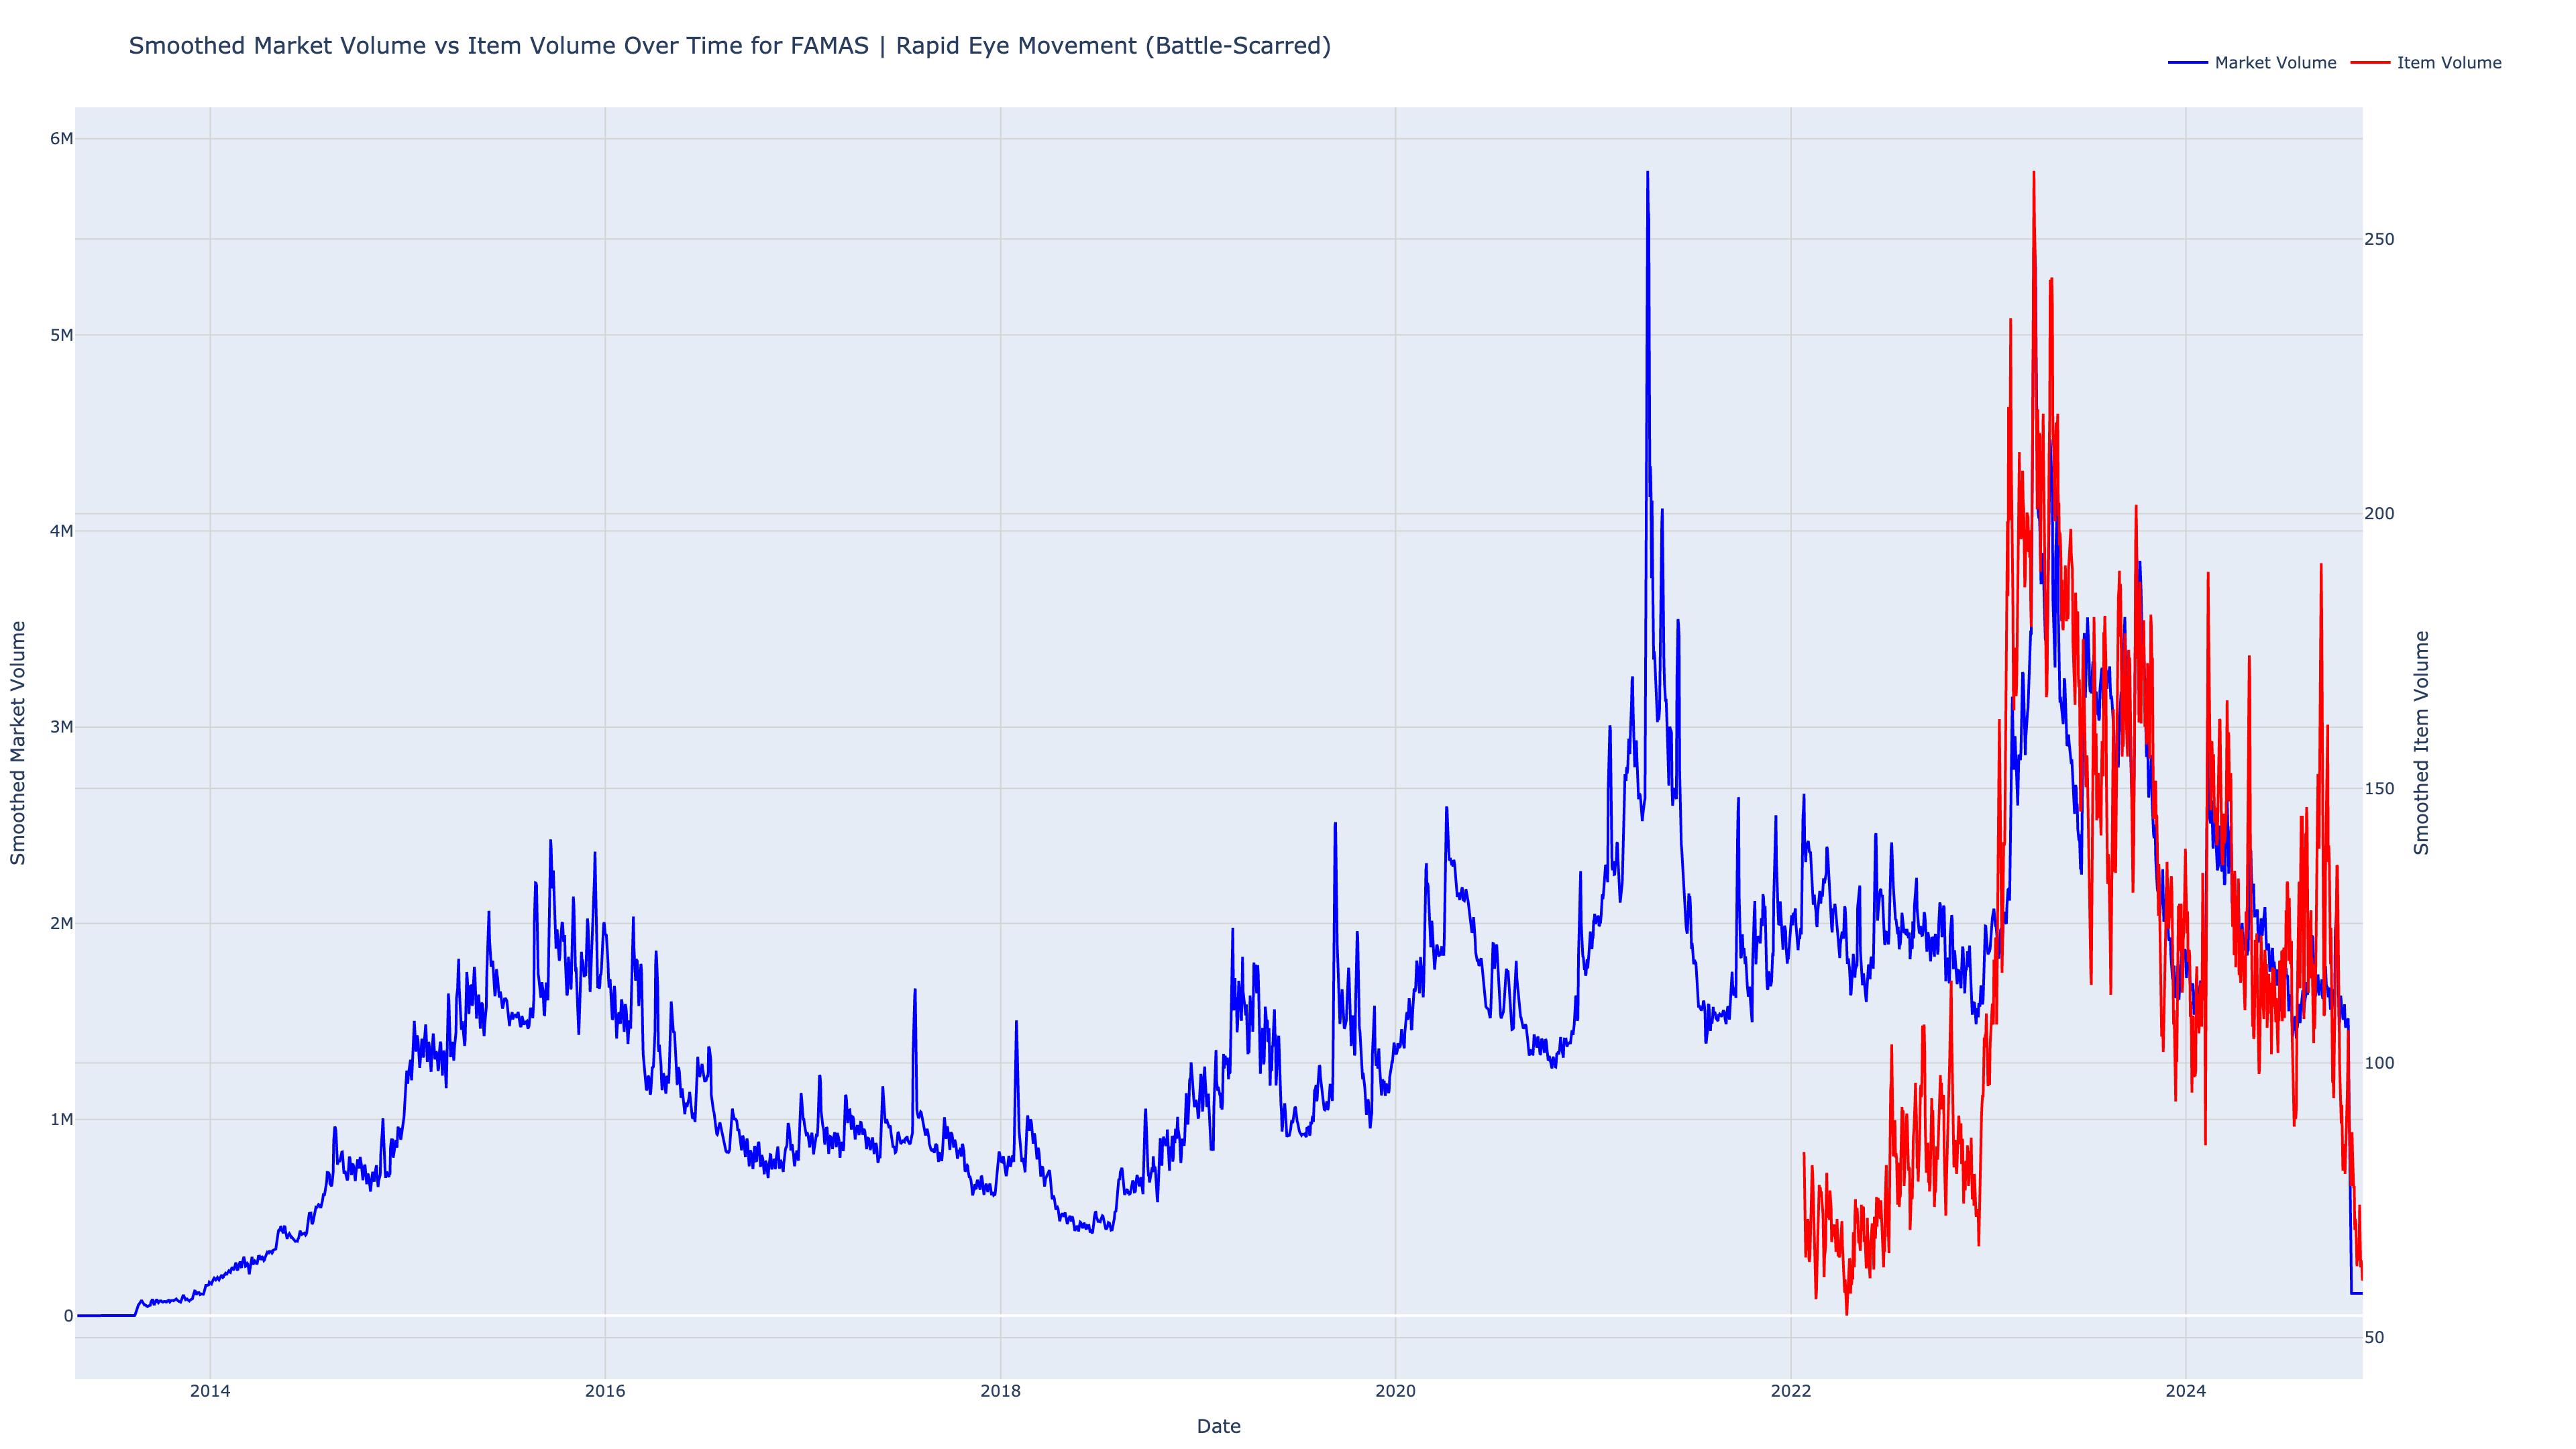 Smoothed Market Volume vs Item Volume Over Time for FAMAS | Rapid Eye Movement (Battle-Scarred)
Market Volume
Item Volume
6M
5M
4M
3M
2M
1M
0
Smoothed Market Volume
250
200
150
100
50
Smoothed Item Volume
2014
2016
2018
2020
2022
2024
Date